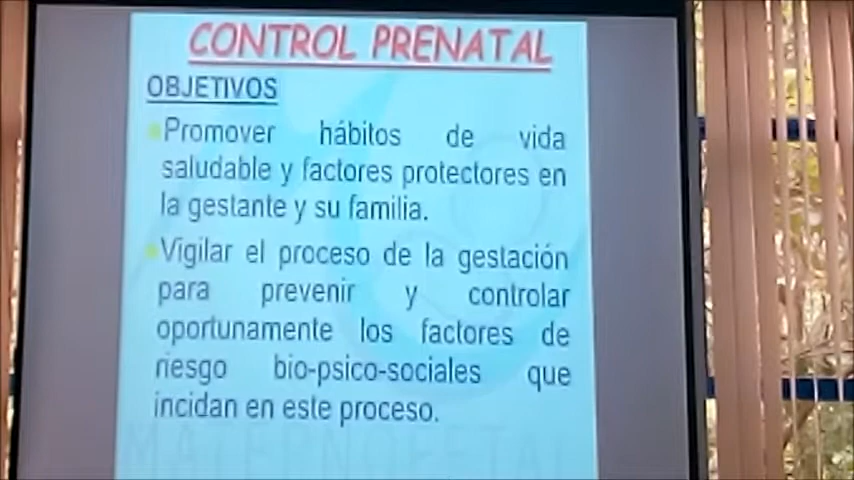 CONTROL PRENATAL
OBJETIVOS
Promover hábitos de vida
saludable y factores protectores en
la gestante y su familia.
Vigilar el proceso de la gestación
para prevenir y controlar
oportunamente los factores de
riesgo bio-psico-sociales que
incidan en este proceso.
MATERNOFETAL